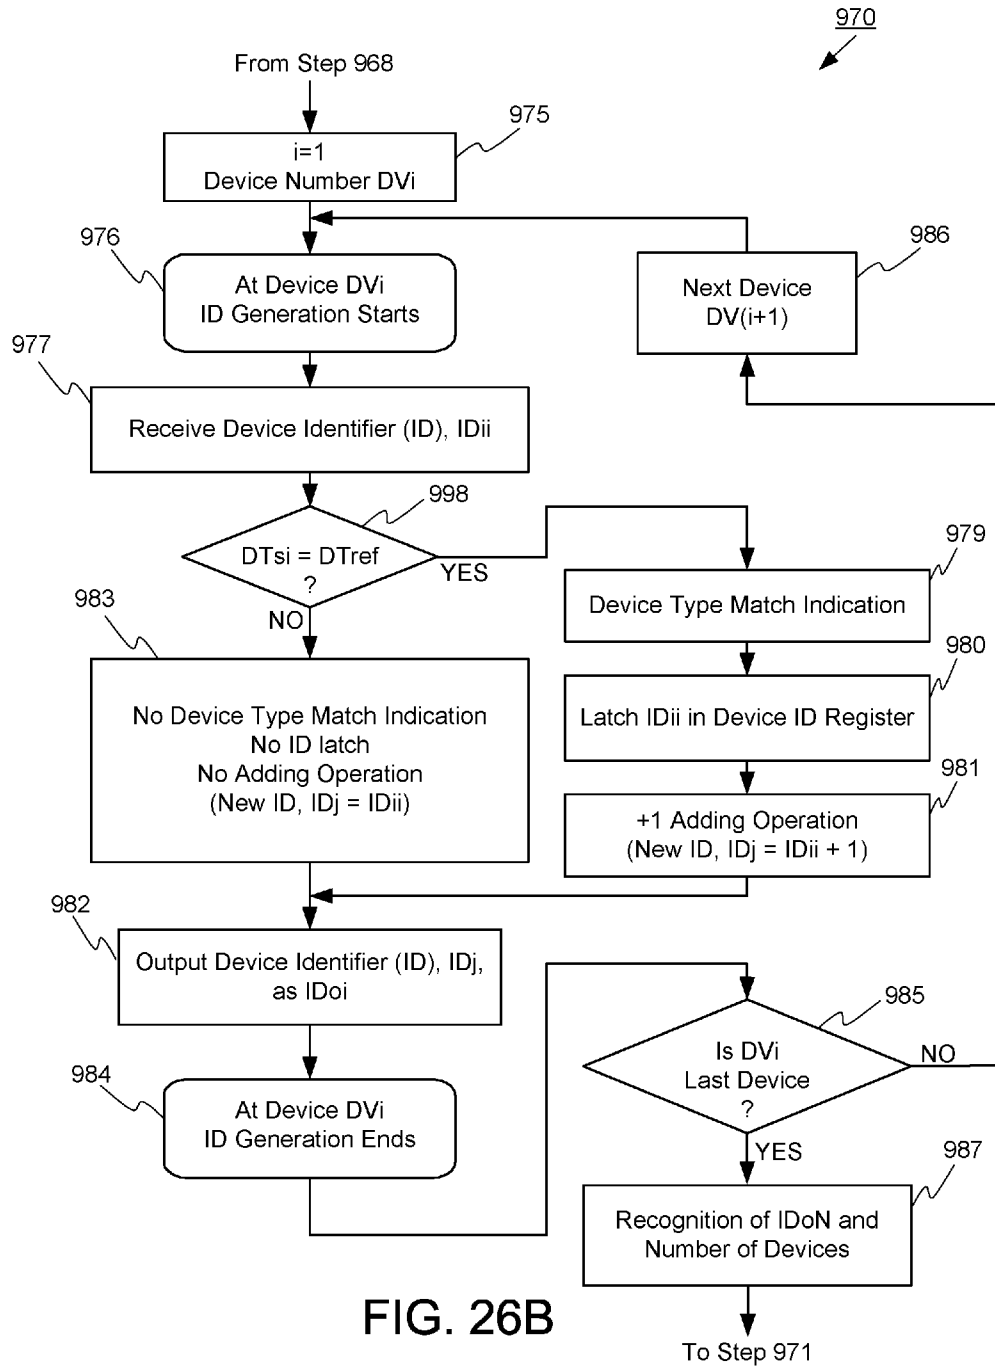 970
From Step 968
975
i=1
Device Number DVi
976
At Device DVi
ID Generation Starts
986
Next Device
DV(i+1)
977
Receive Device Identifier (ID), IDii
998
DTsi = DTref
?
YES
NO
979
Device Type Match Indication
983
No Device Type Match Indication
No ID latch
No Adding Operation
(New ID, IDj = IDii)
980
Latch IDii in Device ID Register
981
+1 Adding Operation
(New ID, IDj = IDii + 1)
982
Output Device Identifier (ID), IDj,
as IDoi
984
At Device DVi
ID Generation Ends
985
Is DVi
Last Device
?
NO
YES
987
Recognition of IDoN and
Number of Devices
To Step 971
FIG. 26B